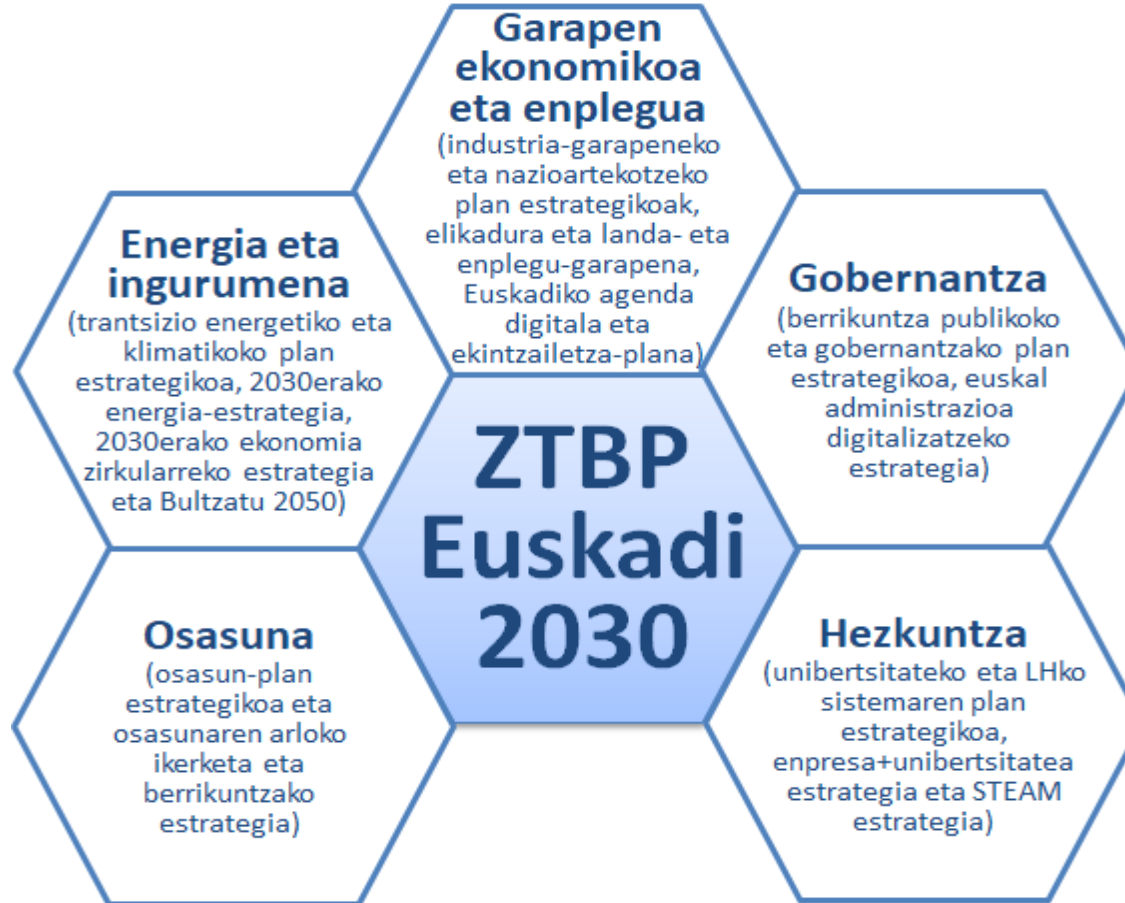 Garapen
ekonomikoa
eta enplegua
(industria-garapeneko
eta nazioartekotzeko
plan estrategikoak,
elikadura eta landa- eta
enplegu-garapena,
Euskadiko agenda
digitala eta
ekintzailetza-plana)
Energia eta
ingurumena
(trantsizio energetiko eta
klimatikoko plan
estrategikoa, 2030erako
energia-estrategia,
2030erako ekonomia
zirkularreko estrategia
eta Bultzatu 2050)
Gobernantza
(berrikuntza publikoko
eta gobernantzako plan
estrategikoa, euskal
administrazioa
digitalizatzeko
estrategia)
ZTBP
Euskadi
2030
Osasuna
(osasun-plan
estrategikoa eta
osasunaren arloko
ikerketa eta
berrikuntzako
estrategia)
Hezkuntza
(unibertsitateko eta LHko
sistemaren plan
estrategikoa,
enpresa+unibertsitatea
estrategia eta STEAM
estrategia)